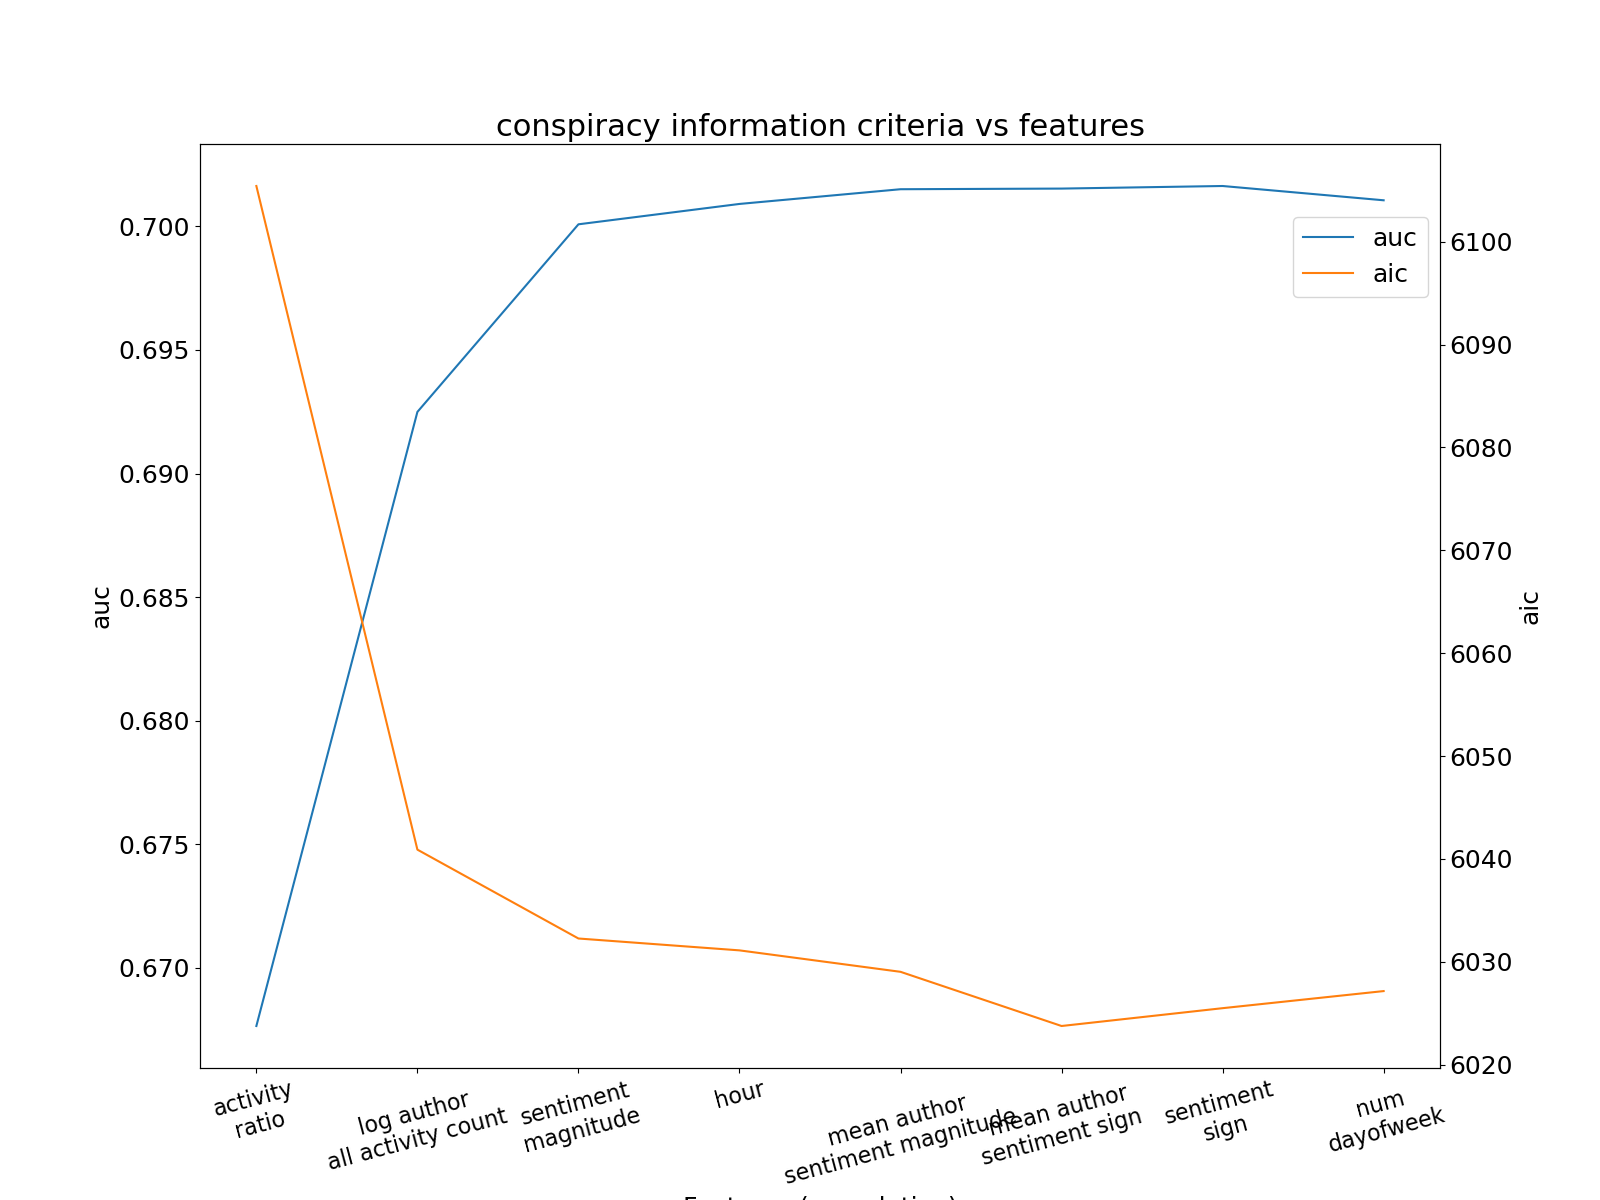 conspiracy information criteria vs features
0.700
0.695
0.690
0.685
0.680
0.675
0.670
auc
auc
aic
6100
6090
6080
6070
6060
6050
6040
6030
6020
aic
activity
ratio
log author
all activity count
sentiment
magnitude
hour
mean author
sentiment magnitude
mean author
sentiment sign
sentiment
sign
num
dayofweek